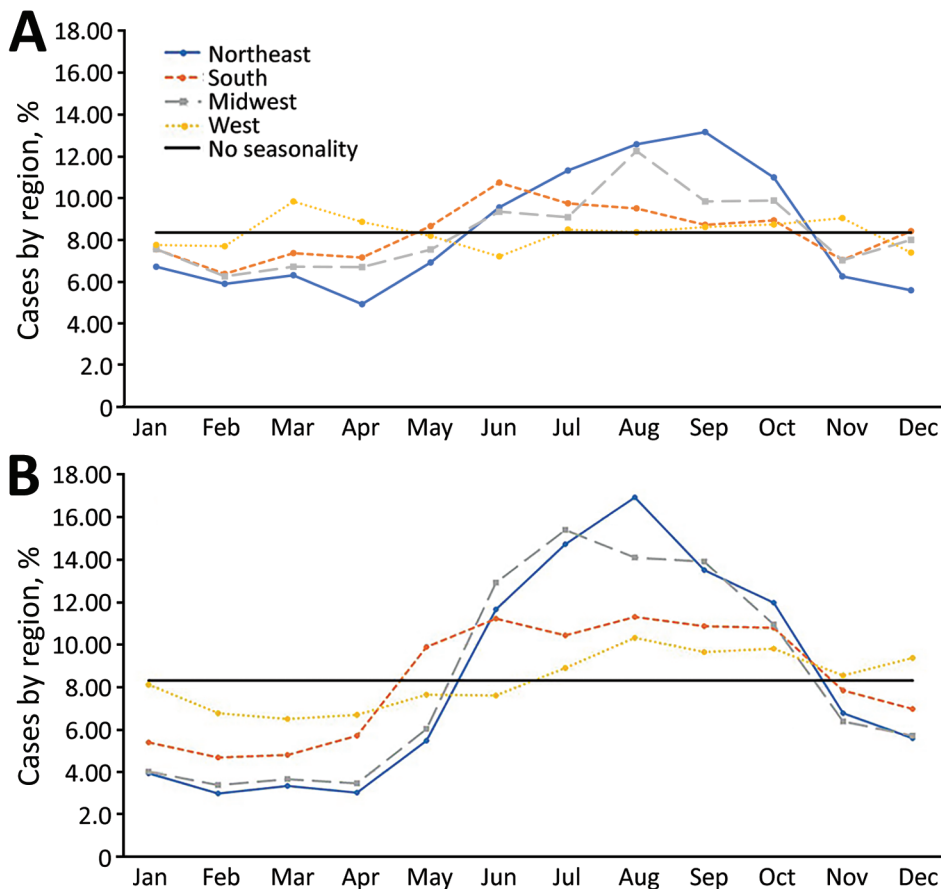 A
18.00
16.00
14.00
12.00
10.00
8.00
6.00
4.00
2.0
0
Cases by region, %
Northeast
South
Midwest
West
No seasonality
Jan Feb Mar Apr May Jun Jul Aug Sep Oct Nov Dec
B
18.00
16.00
14.00
12.00
10.00
8.00
6.00
4.00
2.0
0
Cases by region, %
Jan Feb Mar Apr May Jun Jul Aug Sep Oct Nov Dec